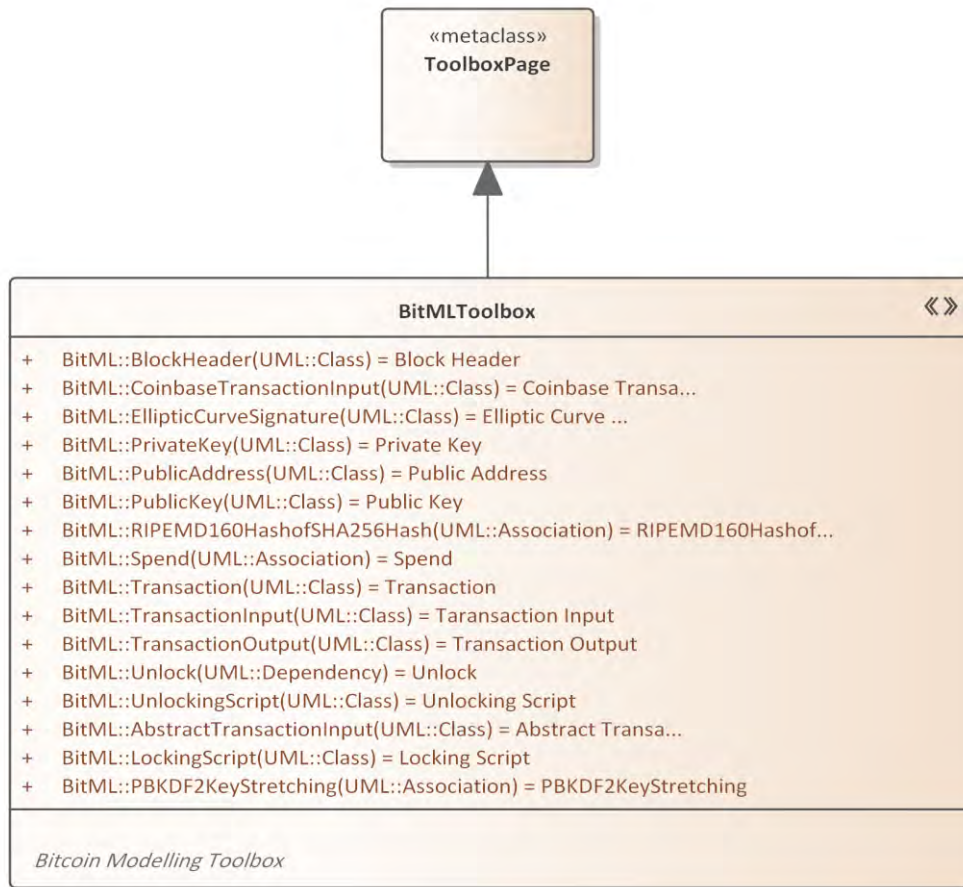 «metaclass»
ToolboxPage
BitMLToolbox
+ BitML::BlockHeader(UML::Class) = Block Header
+ BitML::CoinbaseTransactionInput(UML::Class) = Coinbase Transa...
+ BitML::EllipticCurveSignature(UML::Class) = Elliptic Curve ...
+ BitML::PrivateKey(UML::Class) = Private Key
+ BitML::PublicAddress(UML::Class) = Public Address
+ BitML::PublicKey(UML::Class) = Public Key
+ BitML::RIPEMD160HashofSHA256Hash(UML::Association) = RIPEMD160Hashof...
+ BitML::Spend(UML::Association) = Spend
+ BitML::Transaction(UML::Class) = Transaction
+ BitML::TransactionInput(UML::Class) = Taransaction Input
+ BitML::TransactionOutput(UML::Class) = Transaction Output
+ BitML::Unlock(UML::Dependency) = Unlock
+ BitML::UnlockingScript(UML::Class) = Unlocking Script
+ BitML::AbstractTransactionInput(UML::Class) = Abstract Transa...
+ BitML::LockingScript(UML::Class) = Locking Script
+ BitML::PBKDF2KeyStretching(UML::Association) = PBKDF2KeyStretching
Bitcoin Modelling Toolbox